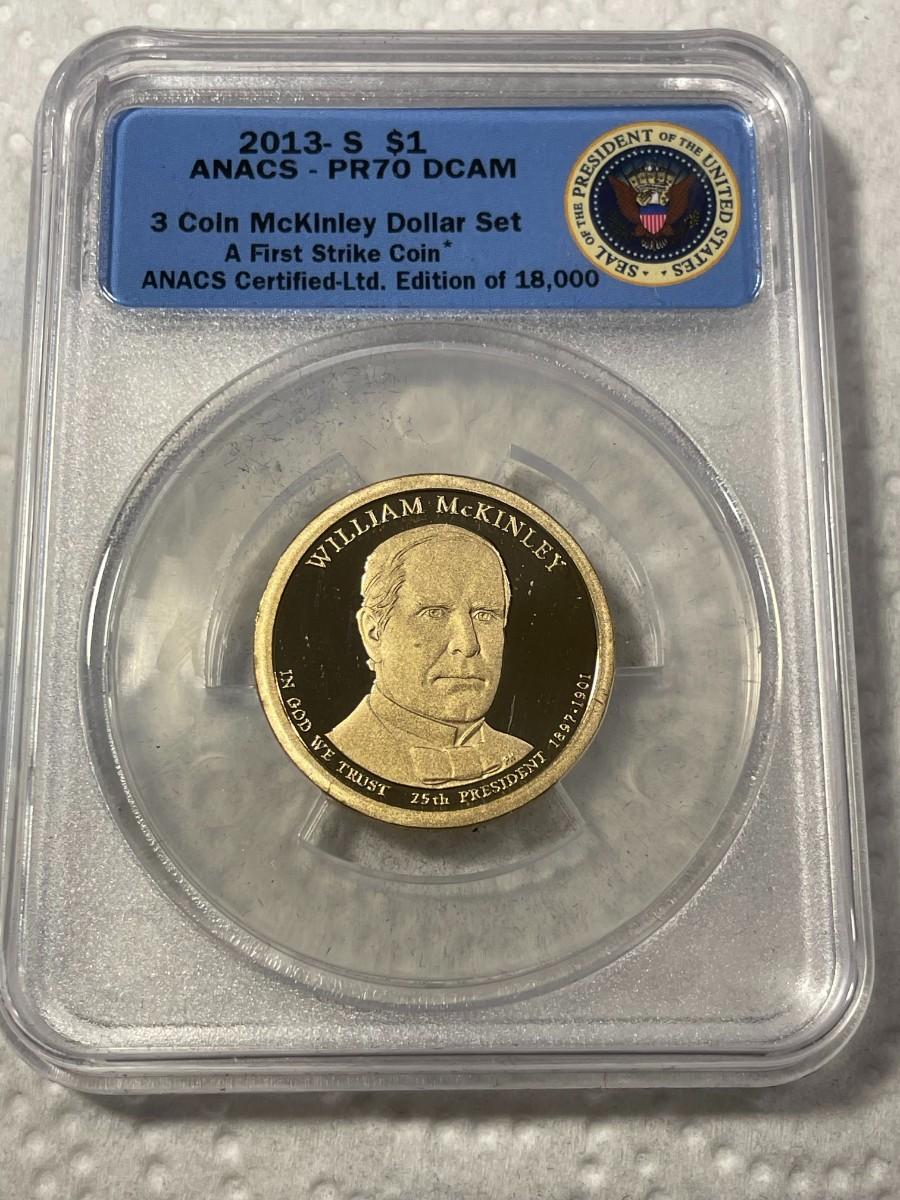 2013- S $1
ANACS - PR70 DCAM
3 Coin McKInley Dollar Set
A First Strike Coin*
ANACS Certified-Ltd. Edition of 18,000
SEAL OF THE PRESIDENT OF THE UNITED STATES
WILLIAM McKINLEY
IN GOD WE TRUST
25th PRESIDENT 1897-1901